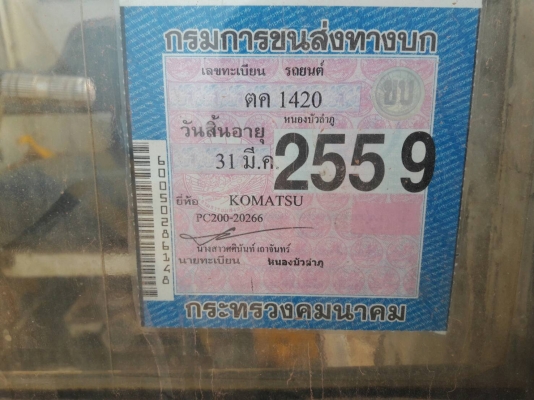 กรมการขนส่งทางบก
เลขทะเบียน รถยนต์
ตค 1420
ขบ
หนองบัวลำภู
วันสิ้นอายุ
31 มี.ค. 2559
ยี่ห้อ KOMATSU
PC200-20266
นายทะเบียน หนองบัวลำภู
กระทรวงคมนาคม